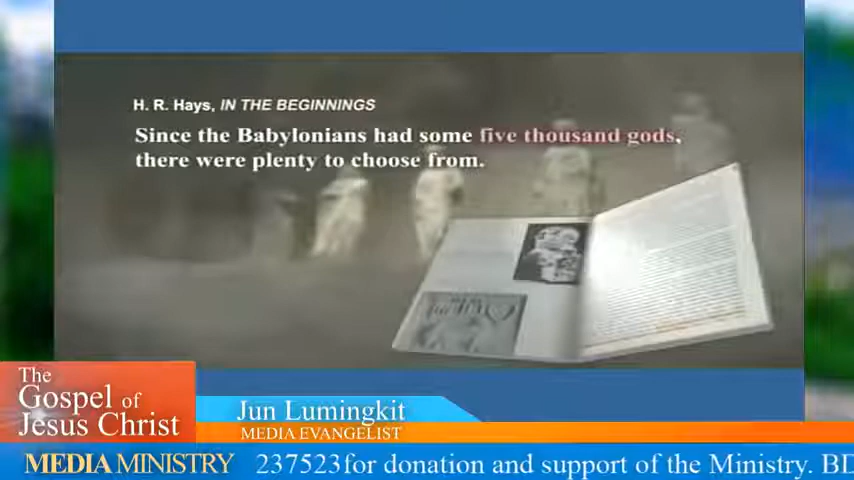 H. R. Hays, IN THE BEGINNINGS
Since the Babylonians had some five thousand gods,
there were plenty to choose from.
The
Gospel of
Jesus Christ
Jun Lumingkit
MEDIA EVANGELIST
MEDIA MINISTRY
237523for donation and support of the Ministry. BD